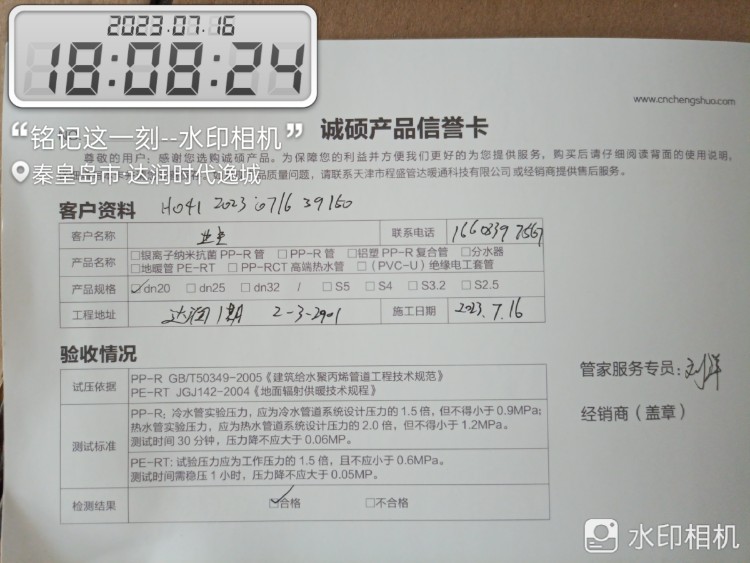 2023.07.16
18:08:24
“铭记这一刻--水印相机”
秦皇岛市·达润时代逸城
www.cnchengshuo.com
诚硕产品信誉卡
尊敬的用户：感谢您选购诚硕产品。为保障您的利益并方便我们更好的为您提供服务，购买后请仔细阅读背面的使用说明，
品质量问题，请联系天津市程盛管达暖通科技有限公司或经销商提供售后服务。
客户资料 H041 2023 0716 39160
客户名称 业主 联系电话
产品名称 □银离子纳米抗菌PP-R管 □PP-R管 □铝塑PP-R复合管 □分水器
□地暖管PE-RT □PP-RCT高端热水管 □(PVC-U)绝缘电工套管
产品规格 ☑dn20 □dn25 □dn32 / □S5 □S4 □S3.2 □S2.5
工程地址 达润1期 2-3-2901 施工日期 2023.7.16
验收情况
试压依据 PP-R GB/T50349-2005《建筑给水聚丙烯管道工程技术规范》
PE-RT JGJ142-2004《地面辐射供暖技术规程》
测试标准 PP-R：冷水管实验压力，应为冷水管道系统设计压力的1.5倍，但不得小于0.9MPa；
热水管实验压力，应为热水管道系统设计压力的2.0倍，但不得小于1.2MPa。
测试时间30分钟，压力降不应大于0.06MP。
PE-RT：试验压力应为工作压力的1.5倍，且不应小于0.6MPa。
测试时间需稳压1小时，压力降不应大于0.05MP。
检测结果 ☑合格 □不合格
管家服务专员：
经销商（盖章）
水印相机